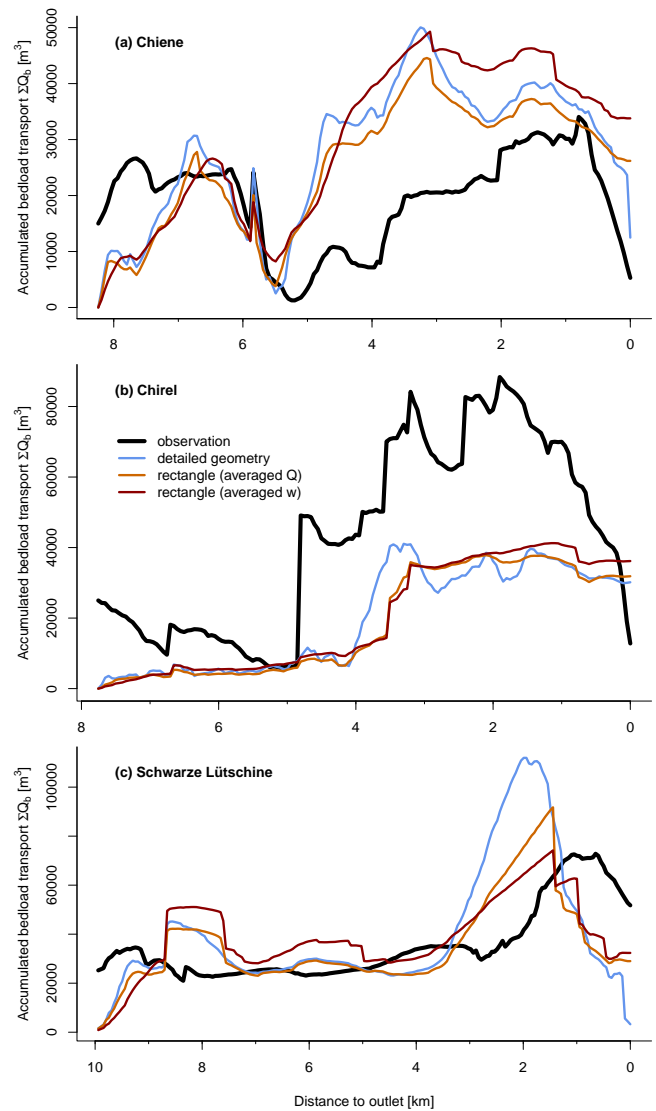 (a) Chiene
Accumulated bedload transport ΣQb [m³]
50000
40000
30000
20000
10000
0
8 6 4 2 0
(b) Chirel
observation
detailed geometry
rectangle (averaged Q)
rectangle (averaged w)
Accumulated bedload transport ΣQb [m³]
80000
60000
40000
20000
0
8 6 4 2 0
(c) Schwarze Lütschine
Accumulated bedload transport ΣQb [m³]
100000
60000
40000
20000
0
10 8 6 4 2 0
Distance to outlet [km]